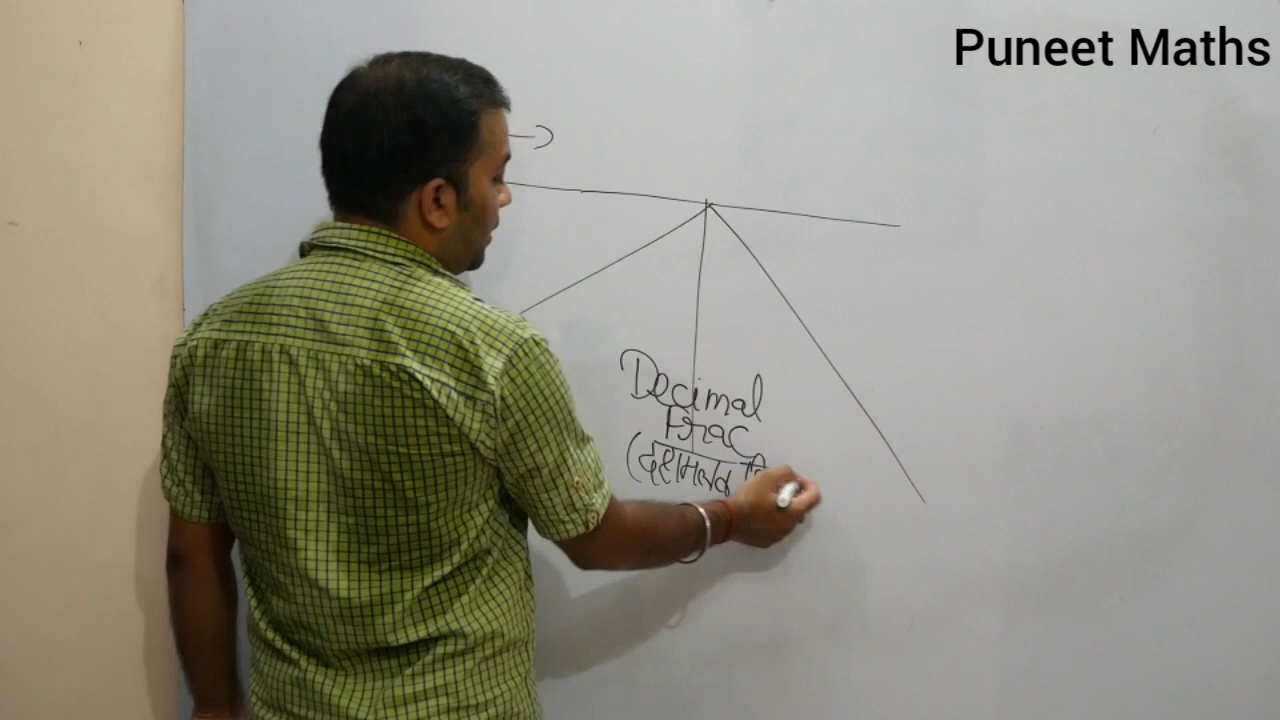 Puneet Maths
Decimal
Frac
(दशमलव